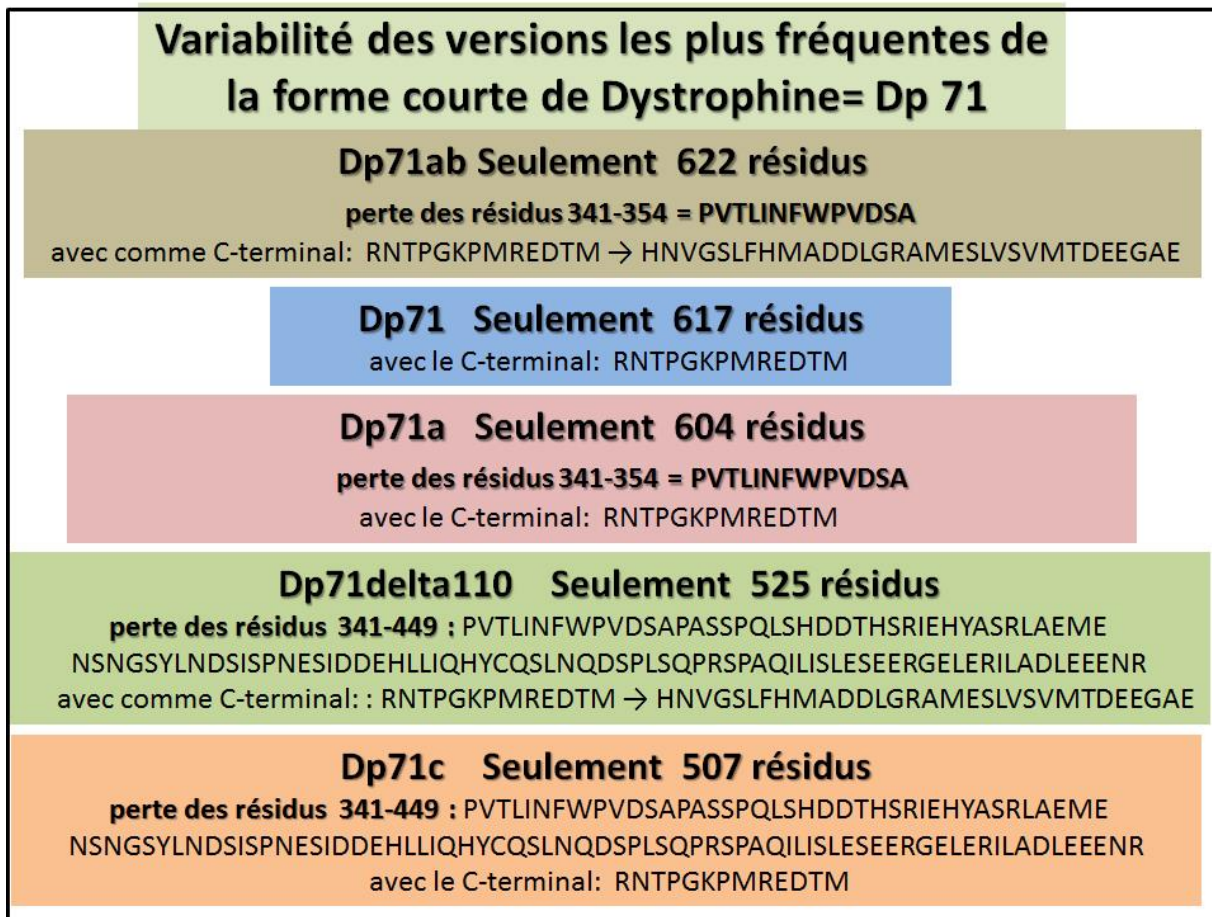 Variabilité des versions les plus fréquentes de
la forme courte de Dystrophine= Dp 71
Dp71ab Seulement 622 résidus
perte des résidus 341-354 = PVTLINFWPVDSA
avec comme C-terminal: RNTPGKPMREDTM → HNVGSLFHMADDLGRAMESLVSVMTDEEGAE
Dp71 Seulement 617 résidus
avec le C-terminal: RNTPGKPMREDTM
Dp71a Seulement 604 résidus
perte des résidus 341-354 = PVTLINFWPVDSA
avec le C-terminal: RNTPGKPMREDTM
Dp71delta110 Seulement 525 résidus
perte des résidus 341-449 : PVTLINFWPVDSAPASSPQLSHDDTHSRIEHYASRLAEME
NSNGSYLNDSISPNESIDDEHLLIQHYCQSLNQDSPLSQPRSPAQILISLESEERGELERILADLEEENR
avec comme C-terminal: : RNTPGKPMREDTM → HNVGSLFHMADDLGRAMESLVSVMTDEEGAE
Dp71c Seulement 507 résidus
perte des résidus 341-449 : PVTLINFWPVDSAPASSPQLSHDDTHSRIEHYASRLAEME
NSNGSYLNDSISPNESIDDEHLLIQHYCQSLNQDSPLSQPRSPAQILISLESEERGELERILADLEEENR
avec le C-terminal: RNTPGKPMREDTM